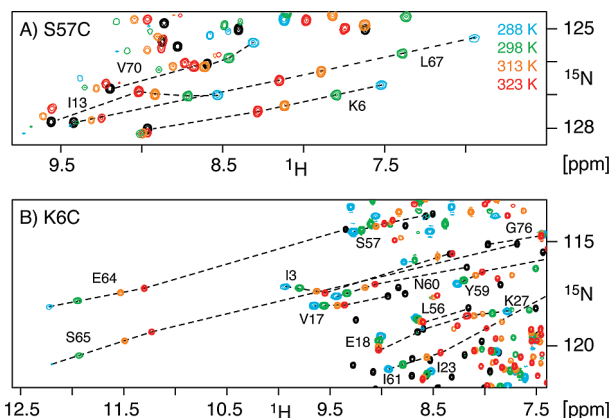 A) S57C
288 K
298 K
313 K
323 K
V70
L67
I13
K6
125
15N
128
9.5
8.5
1H
7.5
[ppm]
B) K6C
G76
S57
E64
I3
N60
Y59
V17
K27
L56
S65
E18
I61
I23
115
15N
120
12.5
11.5
10.5
1H
9.5
8.5
7.5
[ppm]